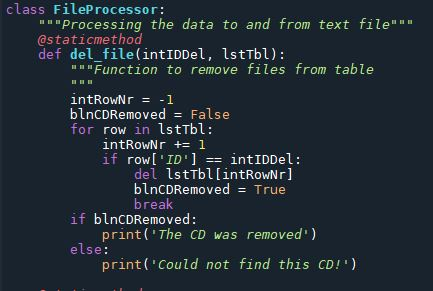 class FileProcessor:
    """Processing the data to and from text file"""
    @staticmethod
    def del_file(intIDDel, lstTbl):
        """Function to remove files from table
        """
        intRowNr = -1
        blnCDRemoved = False
        for row in lstTbl:
            intRowNr += 1
            if row['ID'] == intIDDel:
                del lstTbl[intRowNr]
                blnCDRemoved = True
                break
        if blnCDRemoved:
            print('The CD was removed')
        else:
            print('Could not find this CD!')